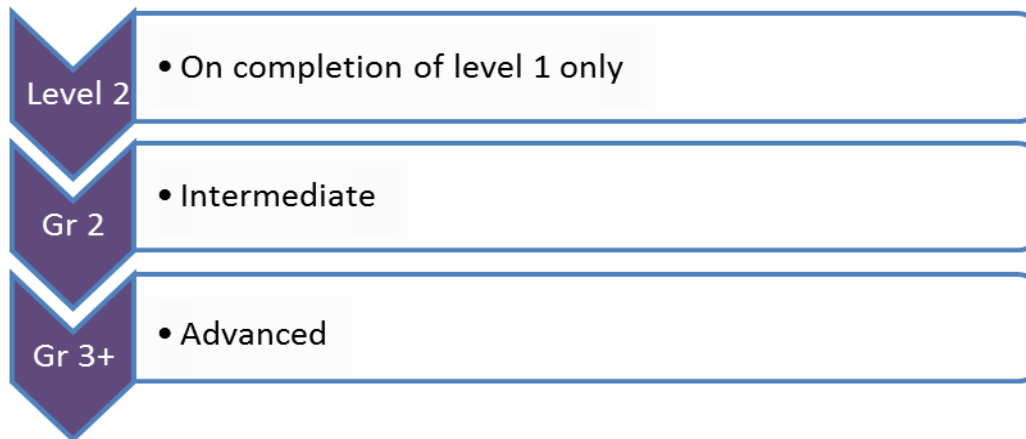 Level 2
• On completion of level 1 only
Gr 2
• Intermediate
Gr 3+
• Advanced